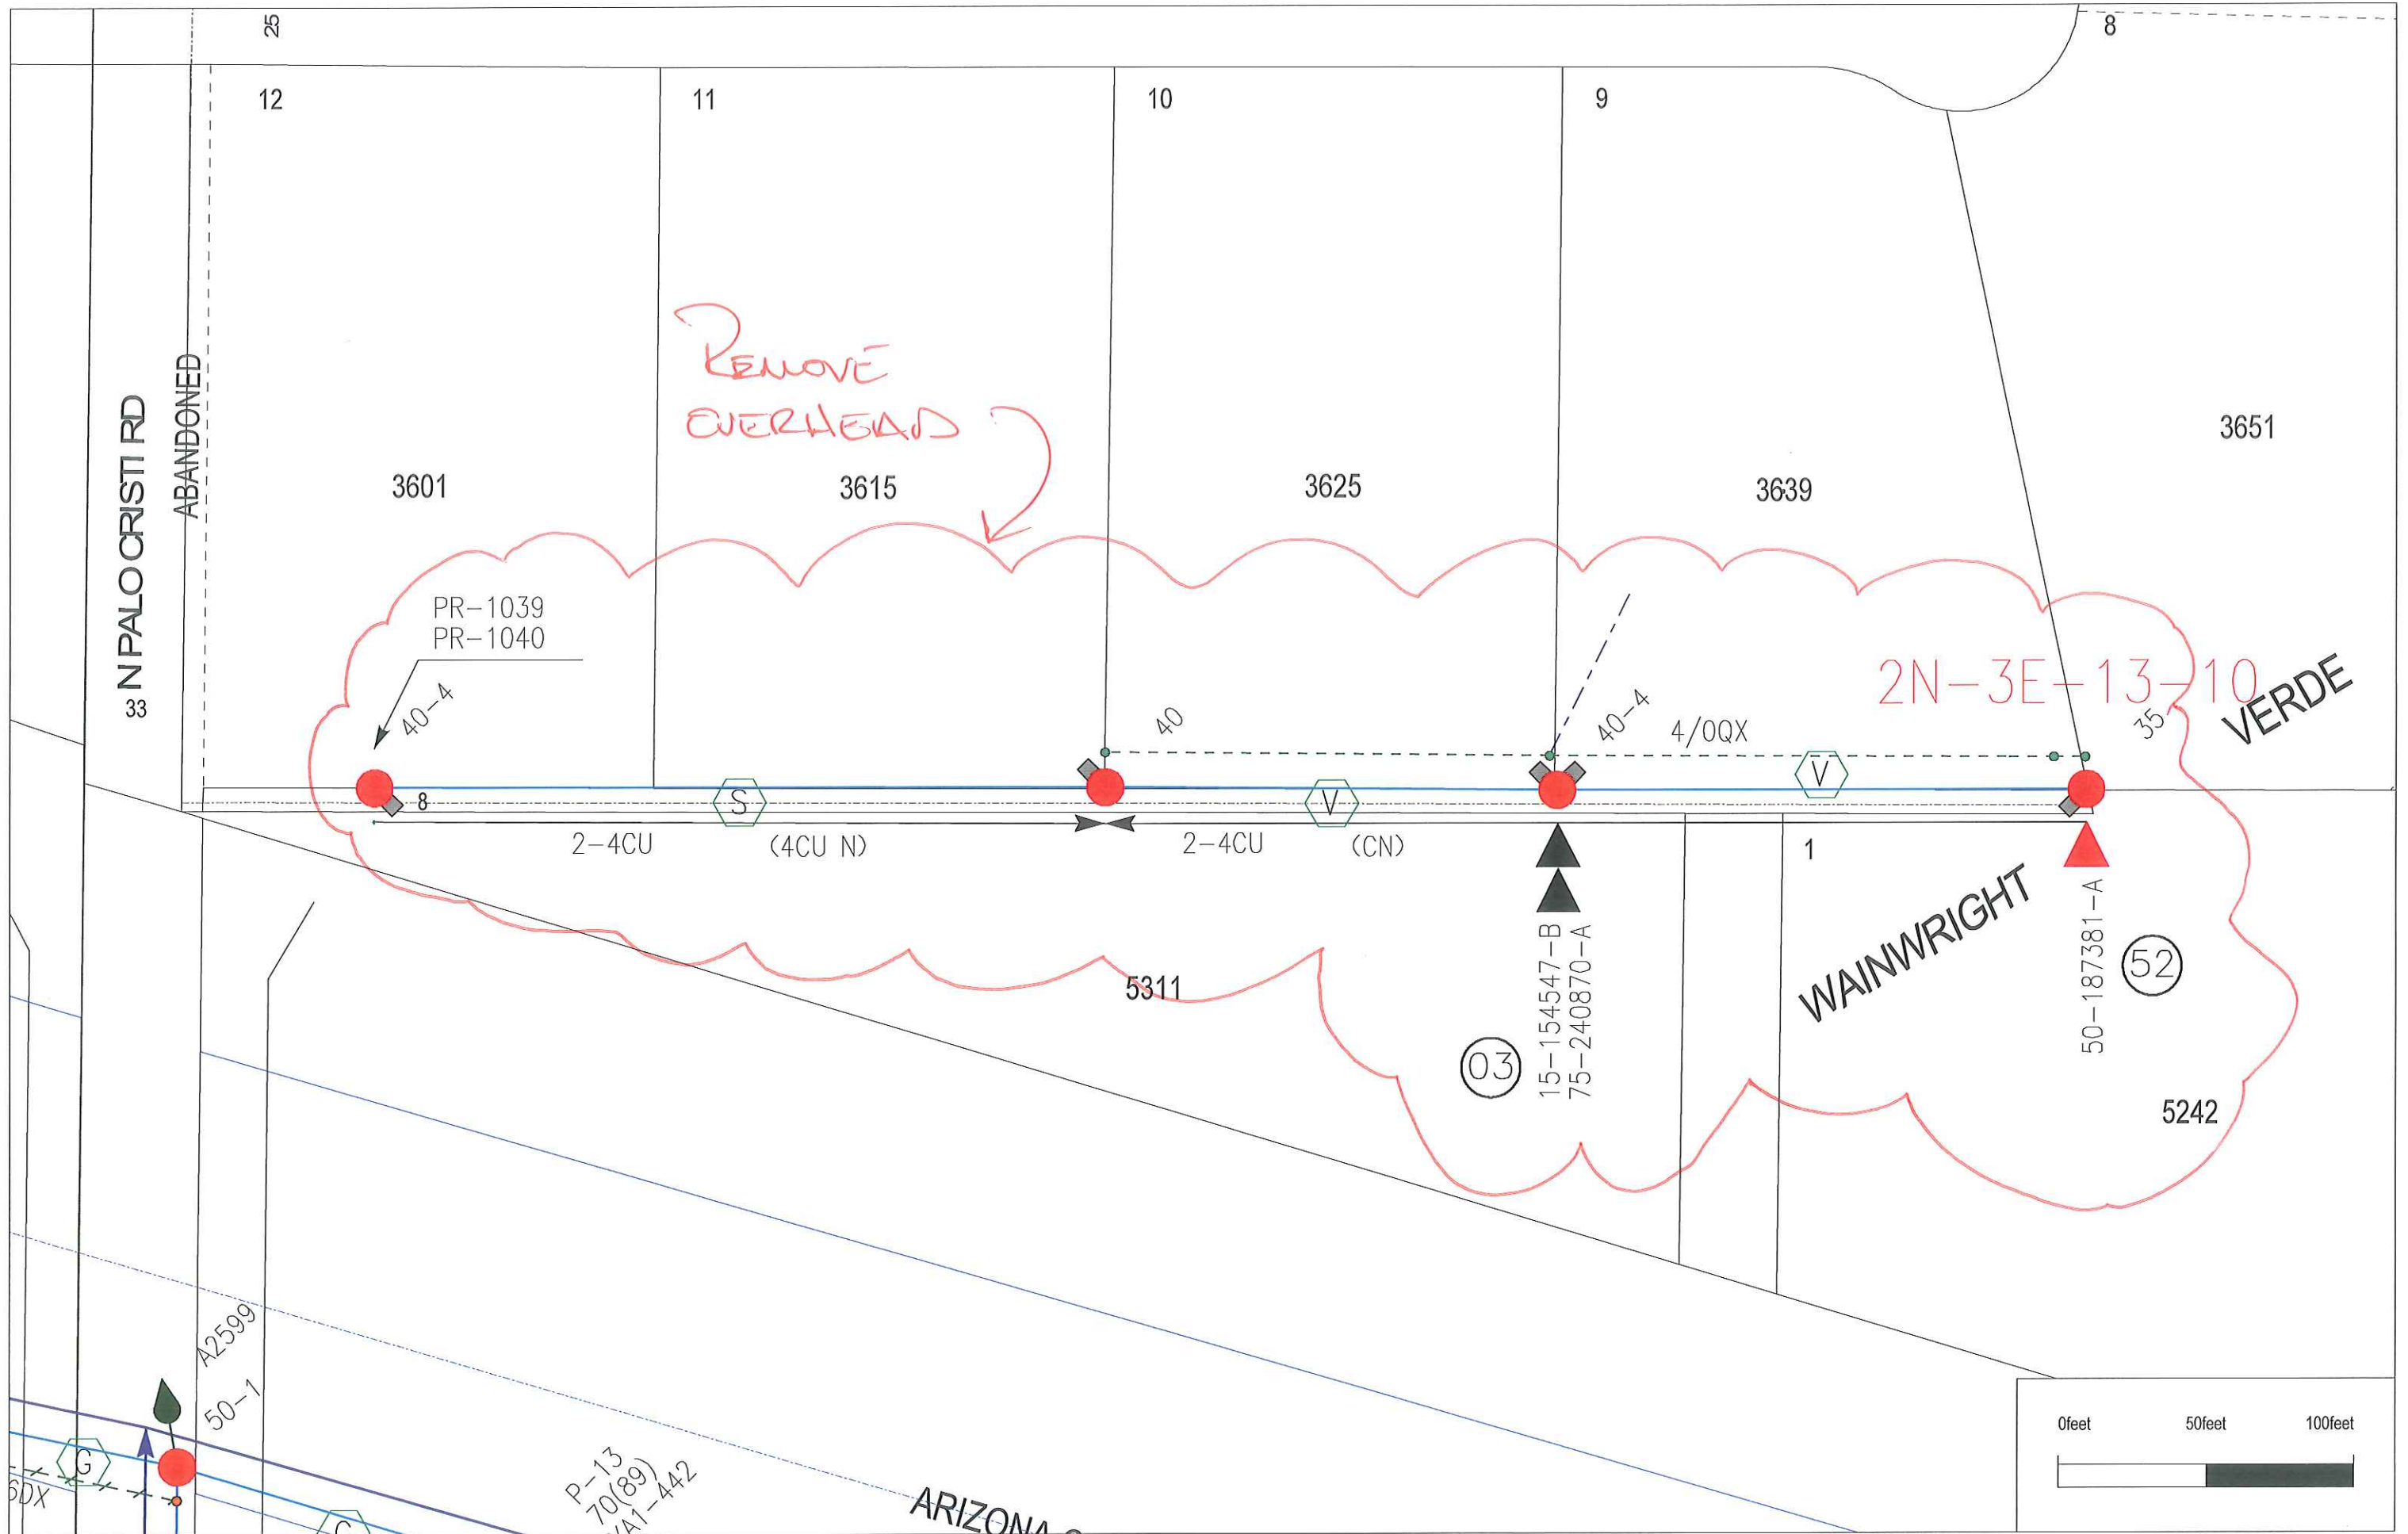 25
8
12
11
10
9
REMOVE
OVERHEAD
N PALO CRISTI RD
ABANDONED
33
3601
3615
3625
3639
3651
PR-1039
PR-1040
40-4
40
40-4
4/0QX
2N-3E-13-10
35
VERDE
8
S
V
V
2-4CU
(4CU N)
2-4CU
(CN)
1
WAINWRIGHT
5311
15-154547-B
75-240870-A
03
50-187381-A
52
5242
A2599
50-1
G
6DX
P-13
70(89)
ARIZONA
0feet
50feet
100feet